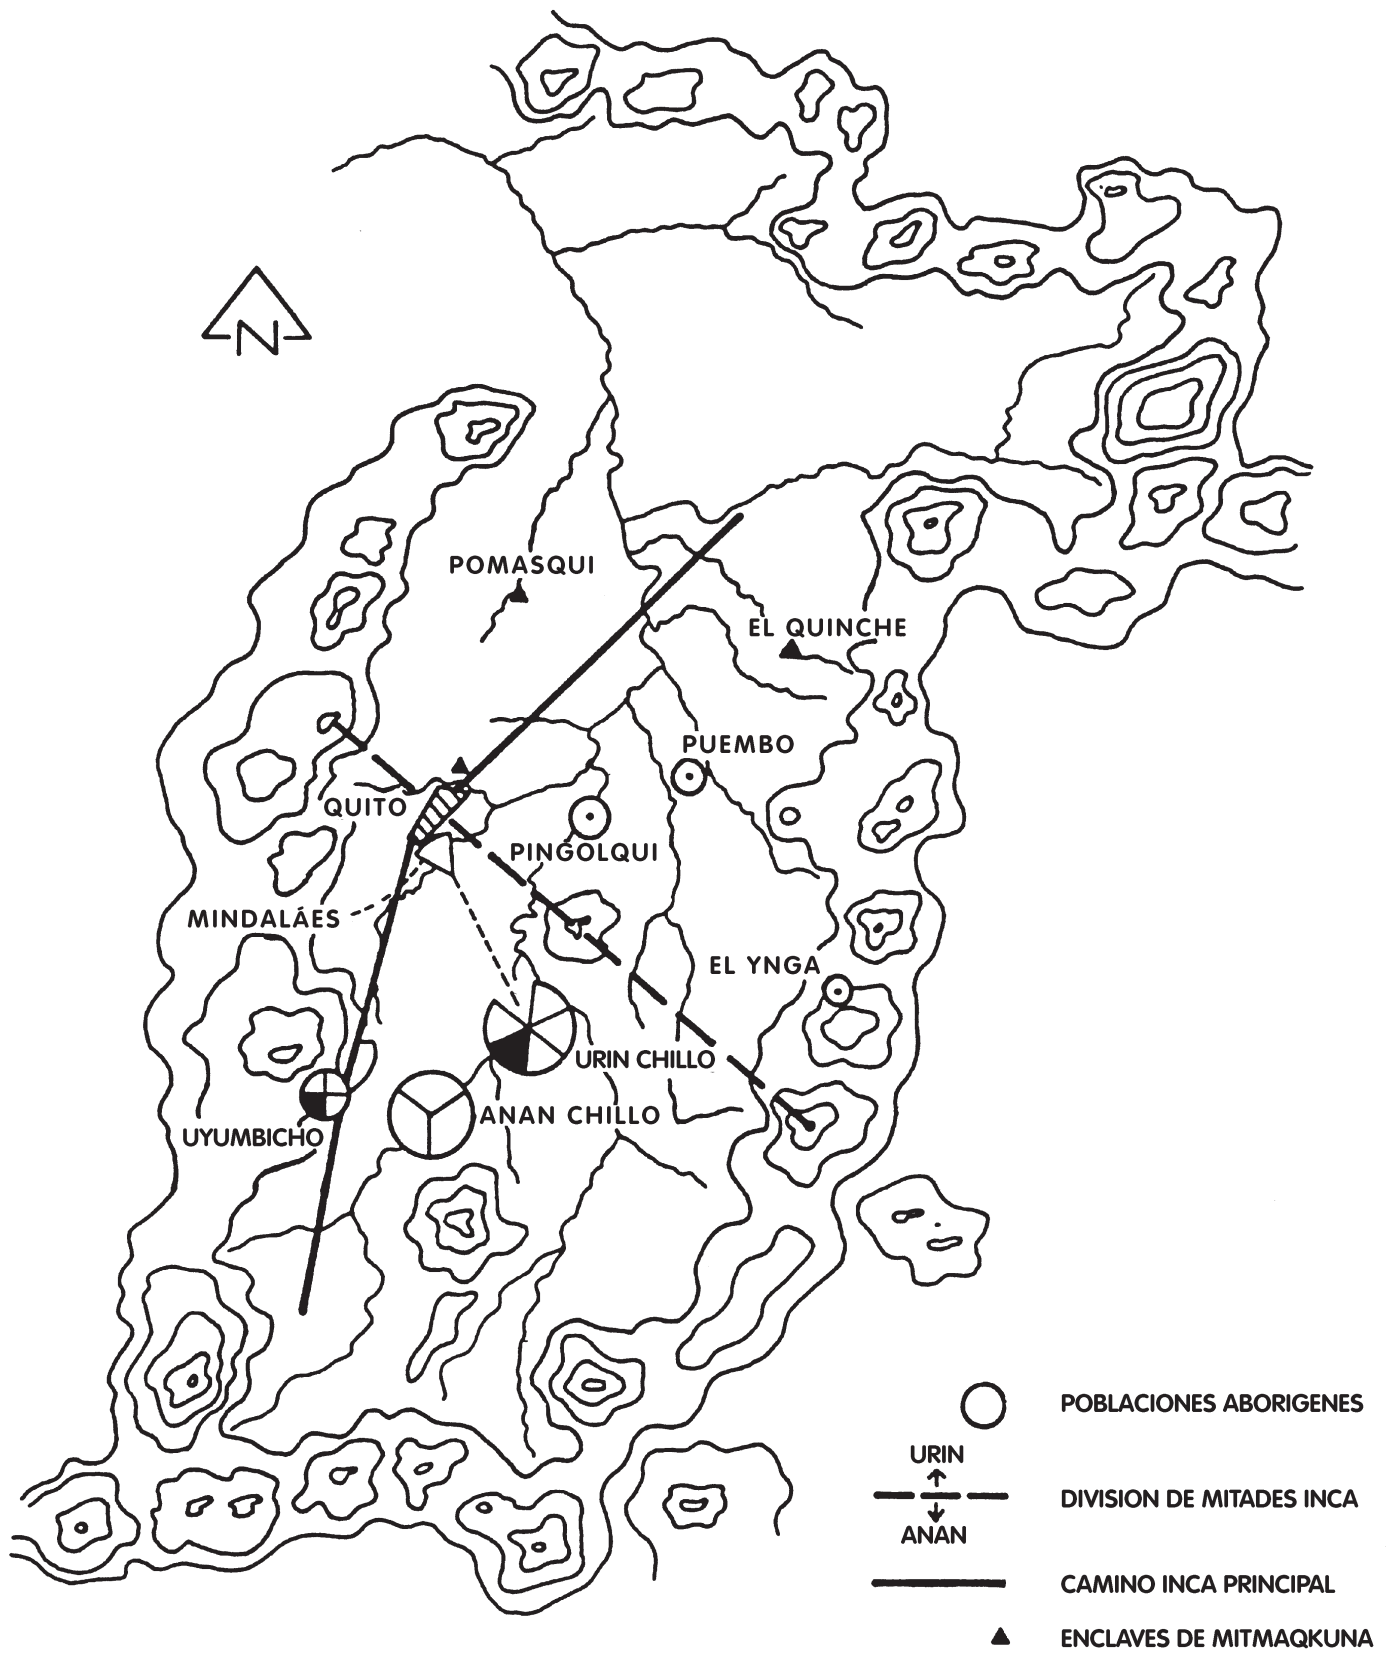 N
POMASQUI
EL QUINCHE
PUEMBO
QUITO
PINGOLQUI
MINDALÁES
EL YNGA
URIN CHILLO
ANAN CHILLO
UYUMBICHO
POBLACIONES ABORIGENES
URIN
DIVISION DE MITADES INCA
ANAN
CAMINO INCA PRINCIPAL
ENCLAVES DE MITMAQKUNA